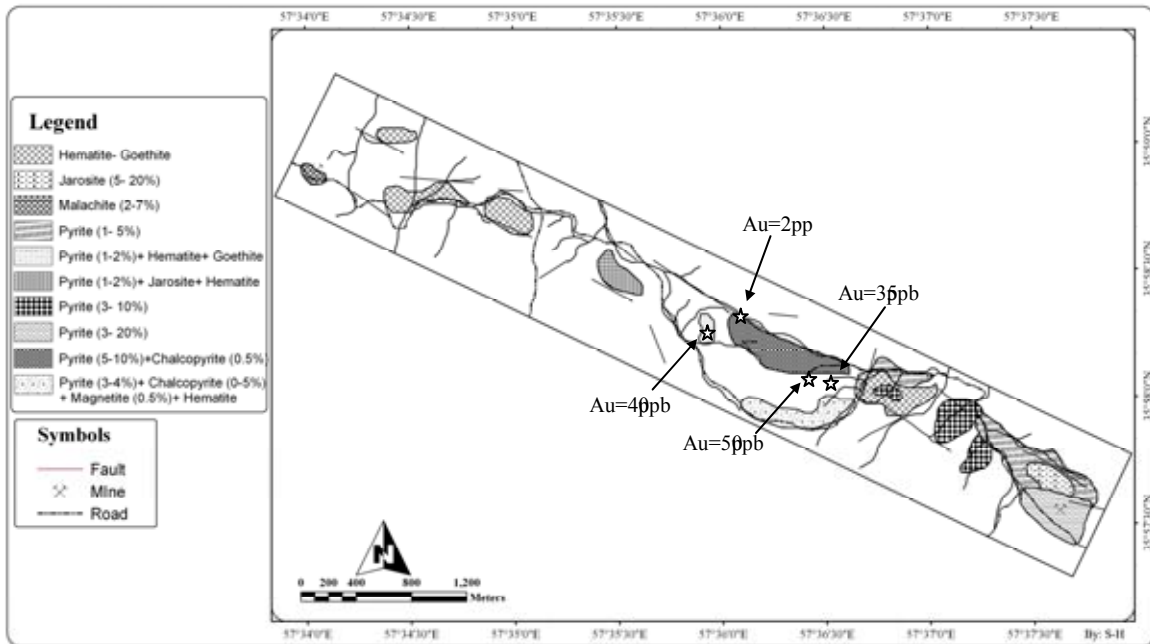 57°34'0"E 57°34'30"E 57°35'0"E 57°35'30"E 57°36'0"E 57°36'30"E 57°37'0"E 57°37'30"E
Legend
Hematite- Goethite
Jarosite (5- 20%)
Malachite (2-7%)
Pyrite (1- 5%)
Pyrite (1-2%)+ Hematite+ Goethite
Pyrite (1-2%)+ Jarosite+ Hematite
Pyrite (3- 10%)
Pyrite (3- 20%)
Pyrite (5-10%)+Chalcopyrite (0.5%)
Pyrite (3-4%)+ Chalcopyrite (0-5%)
+ Magnetite (0.5%)+ Hematite
Symbols
Fault
Mine
Road
Au=2pp
Au=35ppb
Au=40ppb
Au=50ppb
N
0 200 400 800 1,200
Meters
57°34'0"E 57°34'30"E 57°35'0"E 57°35'30"E 57°36'0"E 57°36'30"E 57°37'0"E 57°37'30"E